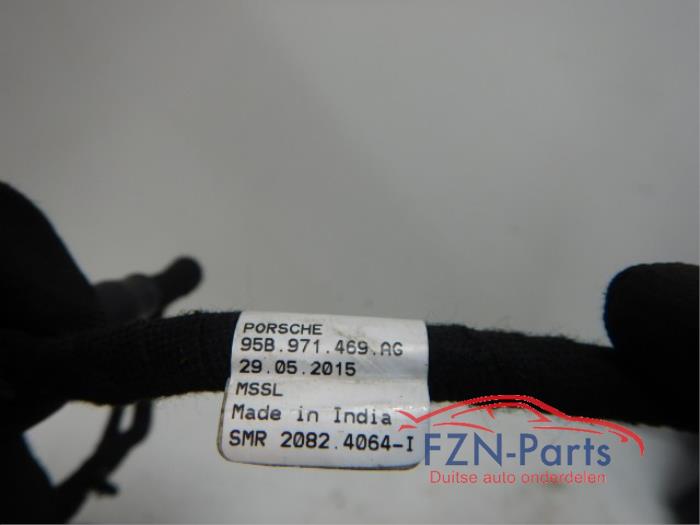 PORSCHE
95B.971.469.AG
29.05.2015
MSSL
Made in India
SMR 2082.4064-I
FZN-Parts
Duitse auto onderdelen